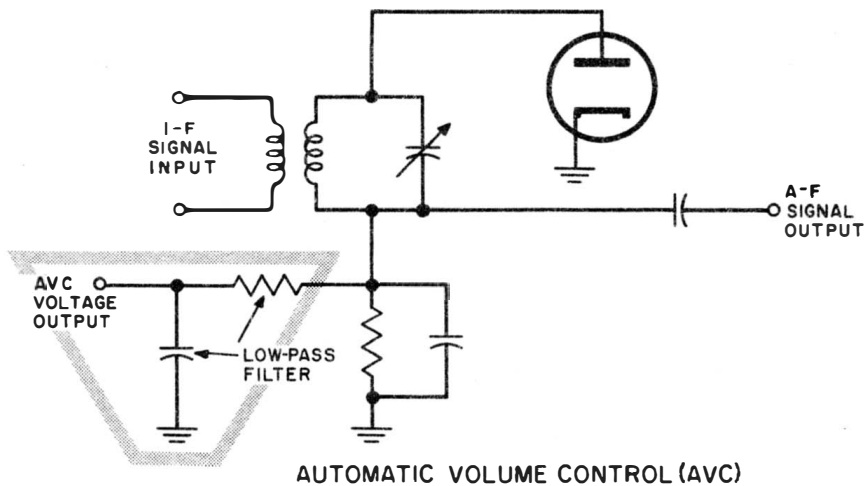 I-F
SIGNAL
INPUT
A-F
SIGNAL
OUTPUT
AVC
VOLTAGE
OUTPUT
LOW-PASS
FILTER
AUTOMATIC VOLUME CONTROL (AVC)